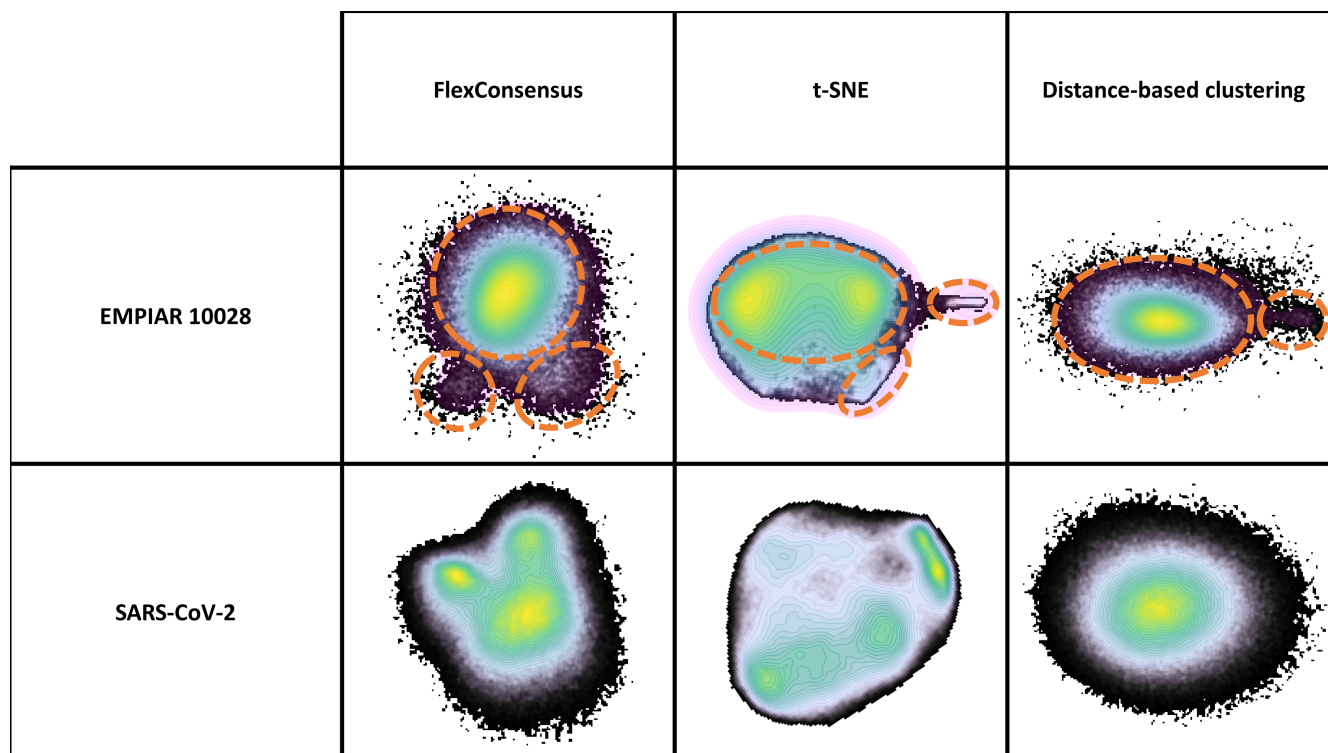 FlexConsensus
t-SNE
Distance-based clustering
EMPIAR 10028
SARS-CoV-2